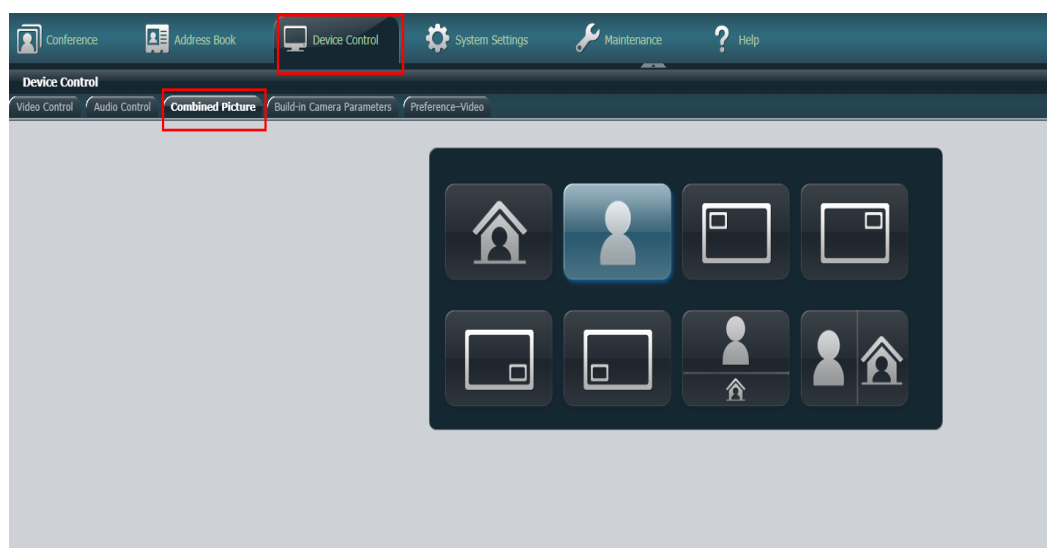 Conference Address Book Device Control System Settings Maintenance ? Help
Device Control
Video Control Audio Control Combined Picture Build-in Camera Parameters Preference-Video